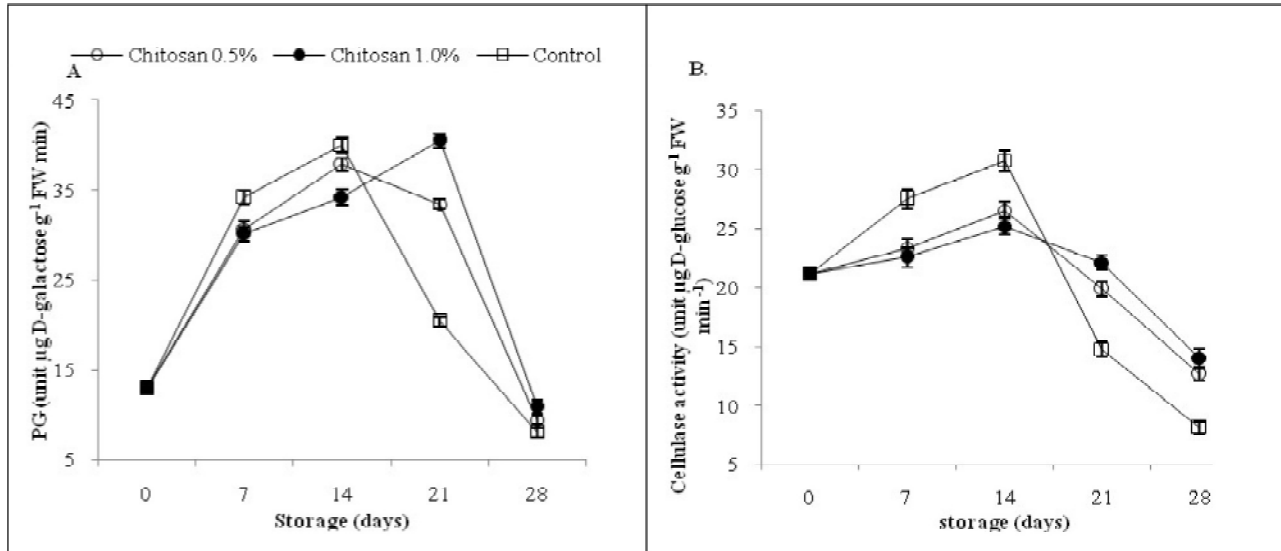 Chitosan 0.5% Chitosan 1.0% Control
A
45
35
25
15
5
PG (unit µg D-galactose g-1 FW min)
0 7 14 21 28
Storage (days)
B.
35
30
25
20
15
10
5
Cellulase activity (unit µg D-glucose g-1 FW
min-1)
0 7 14 21 28
storage (days)